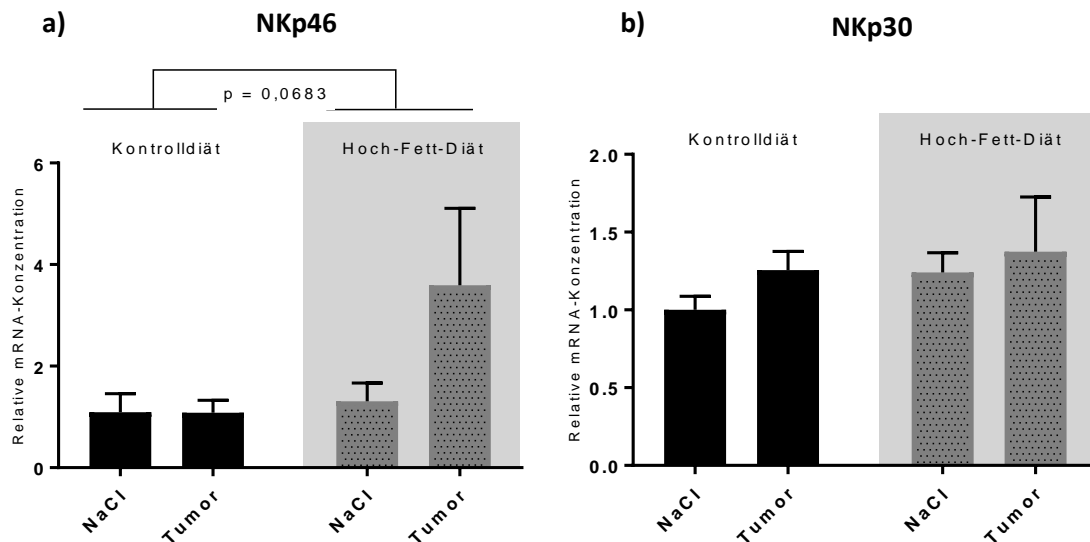 a)
NKp46
p = 0,0683
Kontrolldiät
Hoch-Fett-Diät
Relative mRNA-Konzentration
6
4
2
0
NaCl
Tumor
NaCl
Tumor
b)
NKp30
Kontrolldiät
Hoch-Fett-Diät
Relative mRNA-Konzentration
2.0
1.5
1.0
0.5
0.0
NaCl
Tumor
NaCl
Tumor